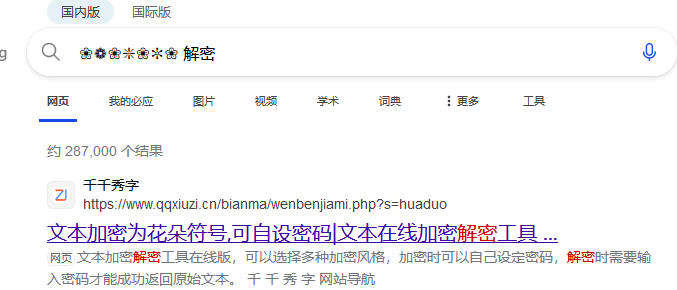 国内版 国际版
g
❀❁❀❈❀✼❀ 解密
网页 我的必应 图片 视频 学术 词典 更多 工具
约 287,000 个结果
千千秀字
https://www.qqxiuzi.cn/bianma/wenbenjiami.php?s=huaduo
文本加密为花朵符号,可自设密码|文本在线加密解密工具 ...
网页 文本加密解密工具在线版，可以选择多种加密风格，加密时可以自己设定密码，解密时需要输
入密码才能成功返回原始文本。 千 千 秀 字 网站导航